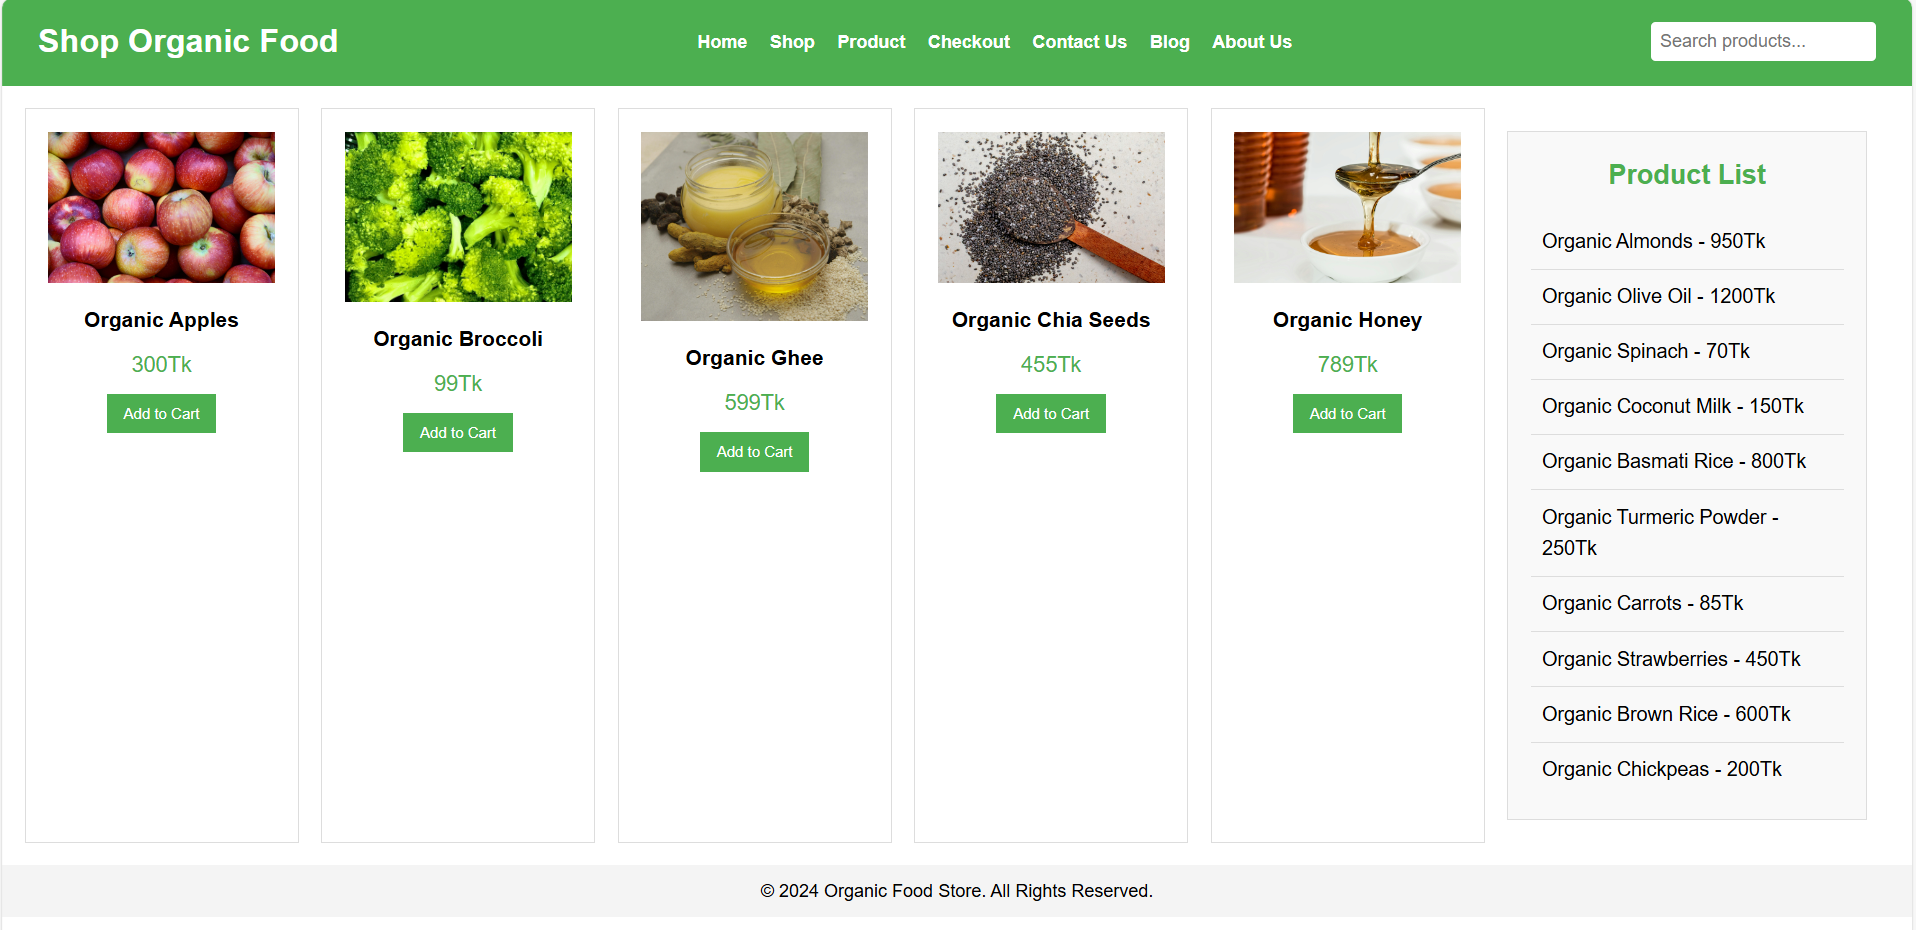 Shop Organic Food
Home Shop Product Checkout Contact Us Blog About Us
Search products...
Organic Apples
300Tk
Add to Cart
Organic Broccoli
99Tk
Add to Cart
Organic Ghee
599Tk
Add to Cart
Organic Chia Seeds
455Tk
Add to Cart
Organic Honey
789Tk
Add to Cart
Product List
Organic Almonds - 950Tk
Organic Olive Oil - 1200Tk
Organic Spinach - 70Tk
Organic Coconut Milk - 150Tk
Organic Basmati Rice - 800Tk
Organic Turmeric Powder -
250Tk
Organic Carrots - 85Tk
Organic Strawberries - 450Tk
Organic Brown Rice - 600Tk
Organic Chickpeas - 200Tk
© 2024 Organic Food Store. All Rights Reserved.